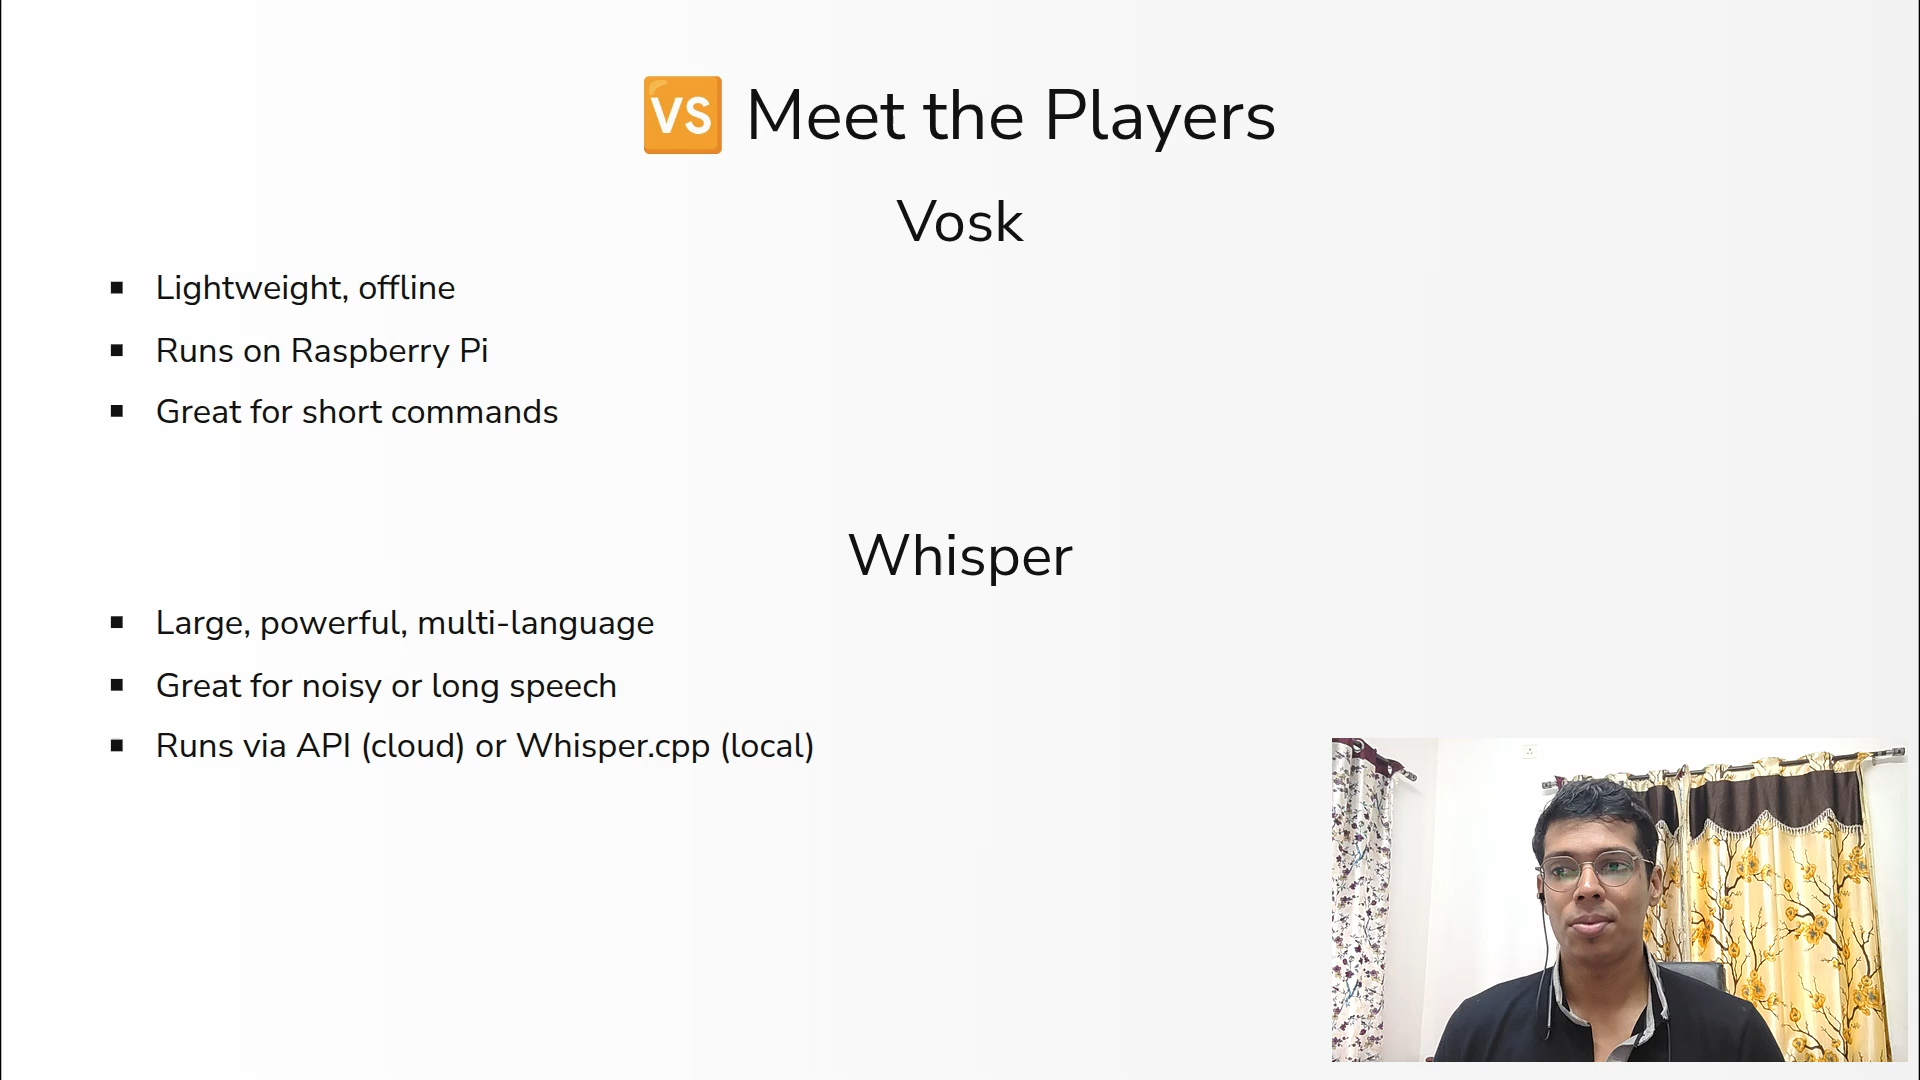 🆚 Meet the Players
Vosk
▪ Lightweight, offline
▪ Runs on Raspberry Pi
▪ Great for short commands
Whisper
▪ Large, powerful, multi-language
▪ Great for noisy or long speech
▪ Runs via API (cloud) or Whisper.cpp (local)